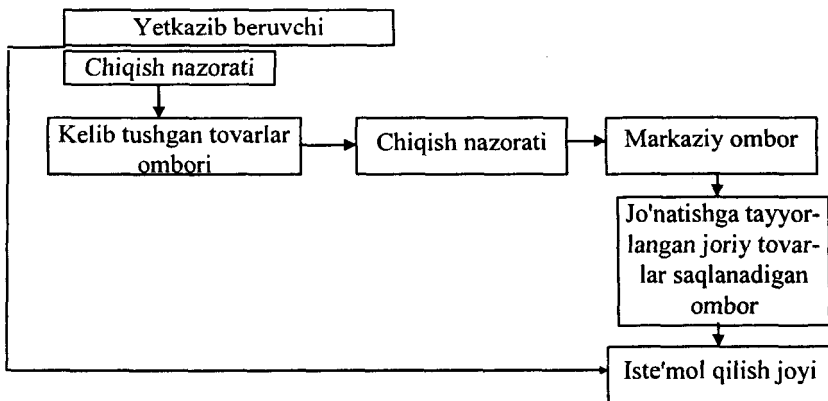 Yetkazib beruvchi
Chiqish nazorati
Kelib tushgan tovarlar
ombori
Chiqish nazorati
Markaziy ombor
Jo'natishga tayyor-
langan joriy tovar-
lar saqlanadigan
ombor
Iste'mol qilish joyi